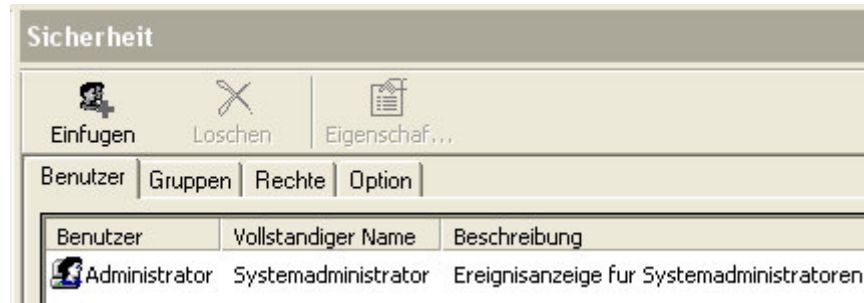 Sicherheit
Einfugen Loschen Eigenschaf...
Benutzer Gruppen Rechte Option
Benutzer Vollstandiger Name Beschreibung
Administrator Systemadministrator Ereignisanzeige fur Systemadministratoren